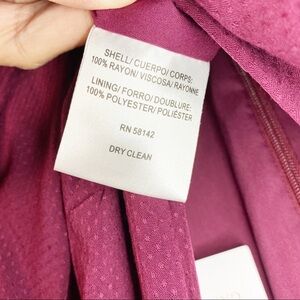 SHELL/ CUERPO/ CORPS:
100% RAYON/ VISCOSA/ RAYONNE
LINING/ FORRO/ DOUBLURE:
100% POLYESTER/ POLIÉSTER
RN 58142
DRY CLEAN